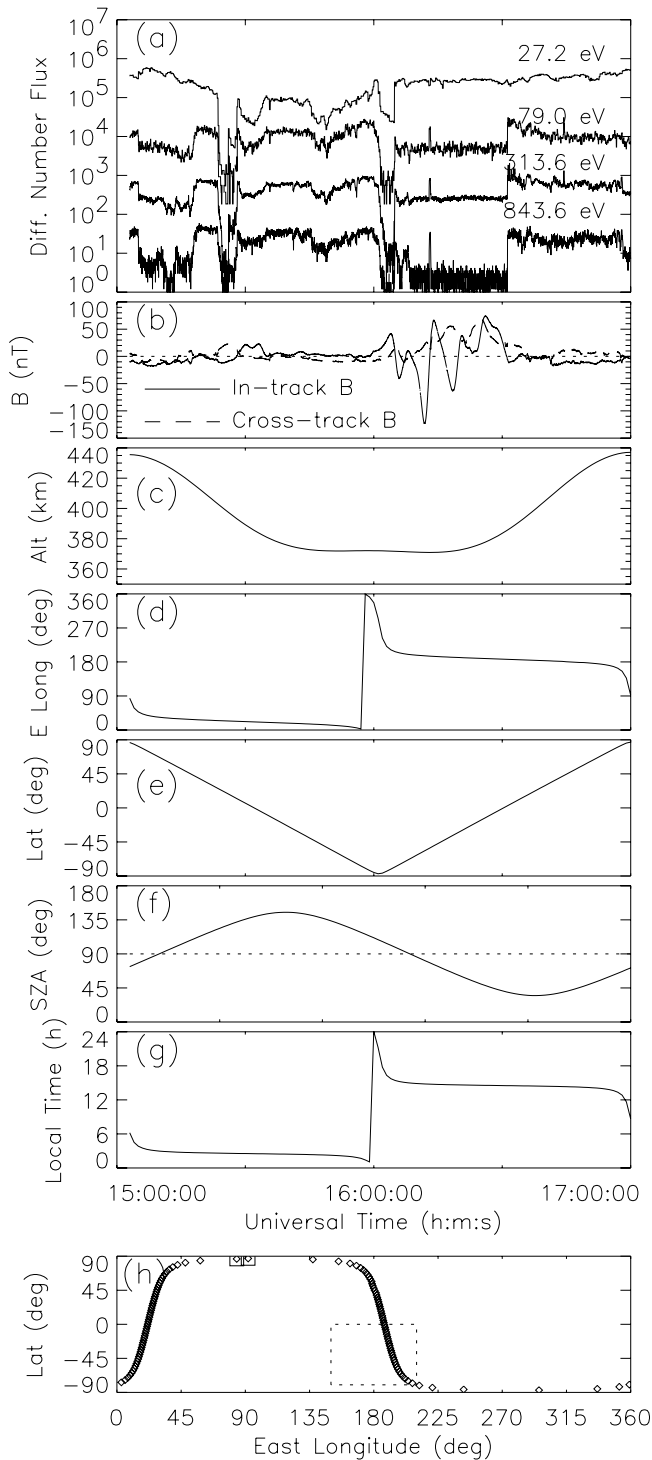 (a)
Diff. Number Flux
10^7
10^6
10^5
10^4
10^3
10^2
10^1
10^0
27.2 eV
79.0 eV
313.6 eV
843.6 eV
(b)
B (nT)
100
50
0
−50
−100
−150
In−track B
Cross−track B
(c)
Alt (km)
440
420
400
380
360
(d)
E Long (deg)
360
270
180
90
0
(e)
Lat (deg)
90
45
0
−45
−90
(f)
SZA (deg)
180
135
90
45
0
(g)
Local Time (h)
24
18
12
6
0
15:00:00 16:00:00 17:00:00
Universal Time (h:m:s)
(h)
Lat (deg)
90
45
0
−45
−90
0 45 90 135 180 225 270 315 360
East Longitude (deg)